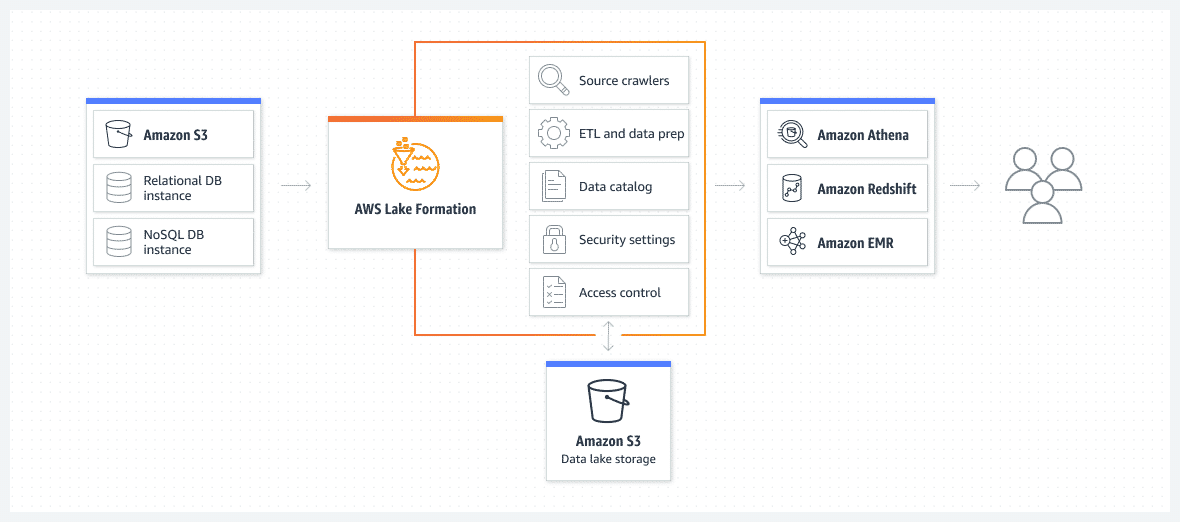 Amazon S3
Relational DB
instance
NoSQL DB
instance
AWS Lake Formation
Source crawlers
ETL and data prep
Data catalog
Security settings
Access control
Amazon S3
Data lake storage
Amazon Athena
Amazon Redshift
Amazon EMR